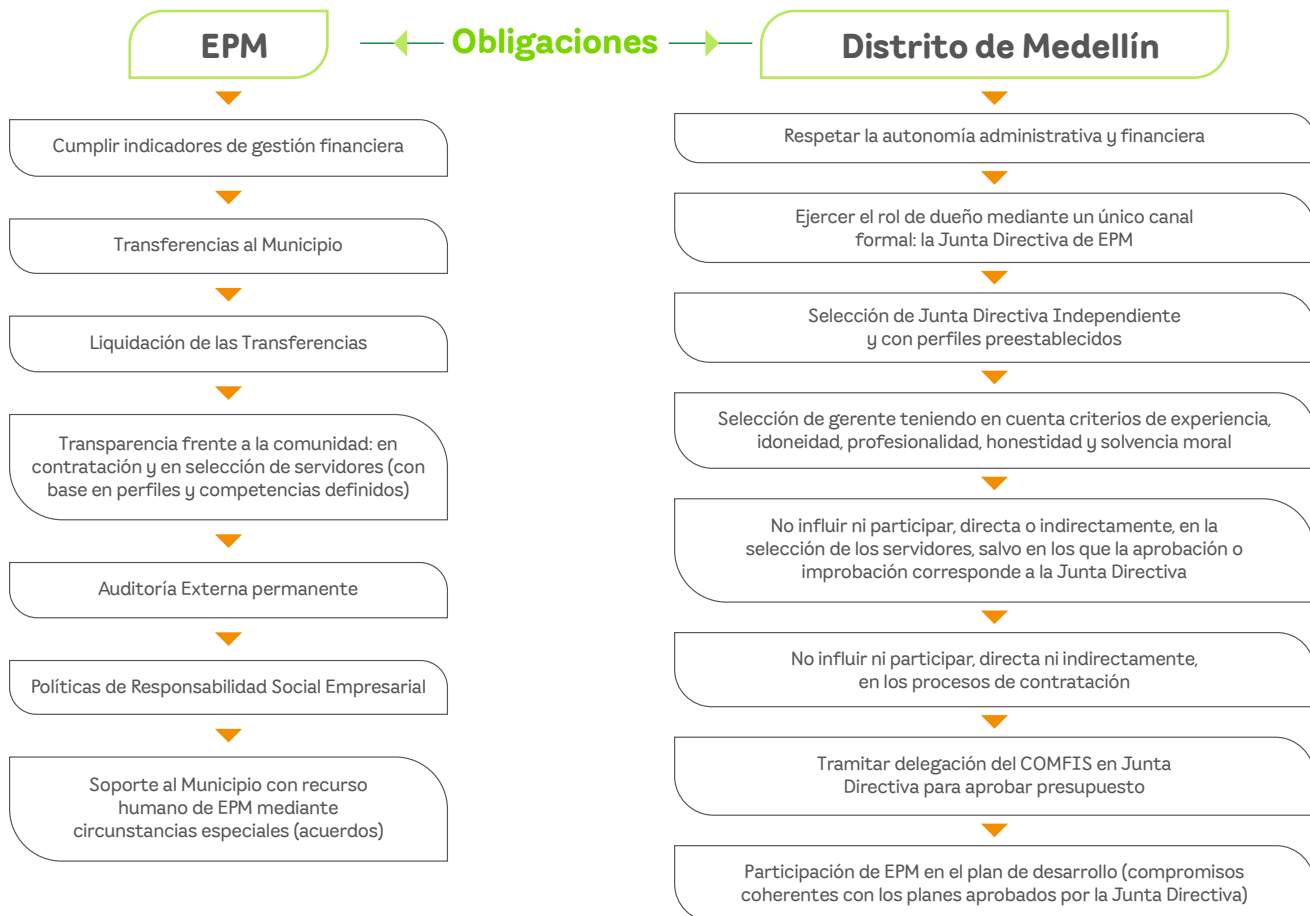 EPM
Obligaciones
Distrito de Medellín
Cumplir indicadores de gestión financiera
Transferencias al Municipio
Liquidación de las Transferencias
Transparencia frente a la comunidad: en
contratación y en selección de servidores (con
base en perfiles y competencias definidos)
Auditoría Externa permanente
Políticas de Responsabilidad Social Empresarial
Soporte al Municipio con recurso
humano de EPM mediante
circunstancias especiales (acuerdos)
Respetar la autonomía administrativa y financiera
Ejercer el rol de dueño mediante un único canal
formal: la Junta Directiva de EPM
Selección de Junta Directiva Independiente
y con perfiles preestablecidos
Selección de gerente teniendo en cuenta criterios de experiencia,
idoneidad, profesionalidad, honestidad y solvencia moral
No influir ni participar, directa o indirectamente, en la
selección de los servidores, salvo en los que la aprobación o
improbación corresponde a la Junta Directiva
No influir ni participar, directa ni indirectamente,
en los procesos de contratación
Tramitar delegación del COMFIS en Junta
Directiva para aprobar presupuesto
Participación de EPM en el plan de desarrollo (compromisos
coherentes con los planes aprobados por la Junta Directiva)